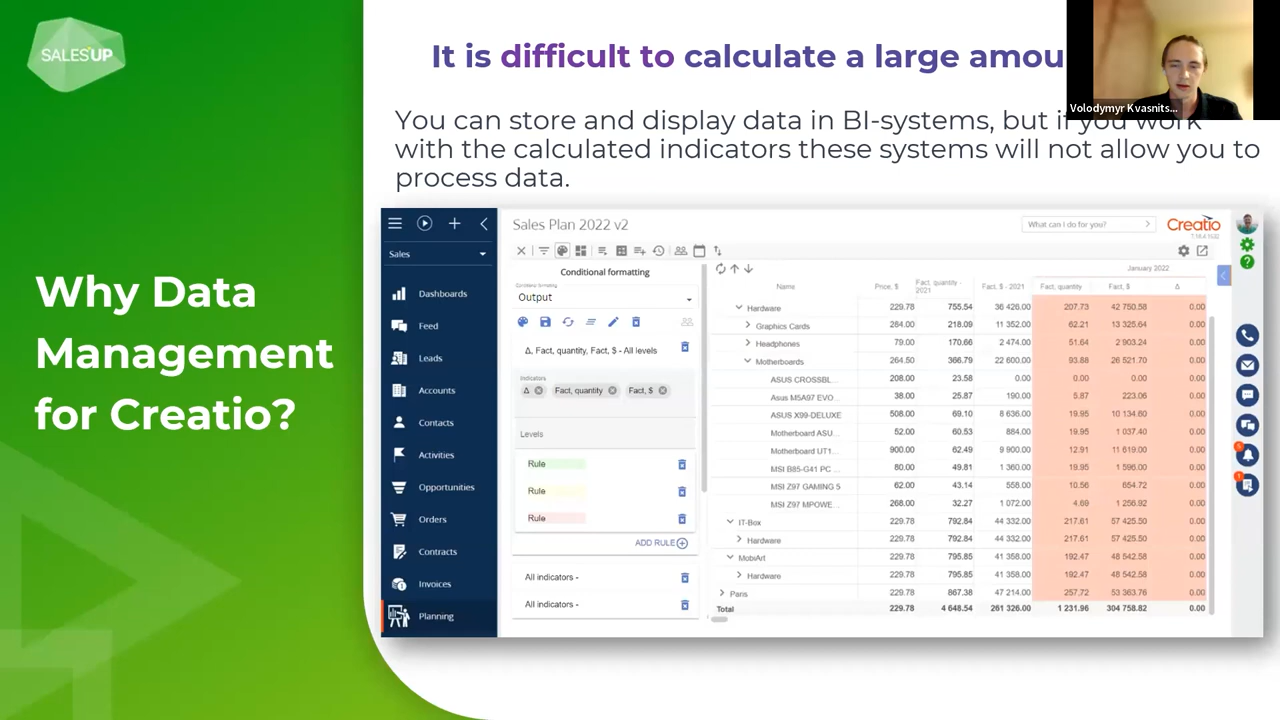 SALES'UP
Why Data
Management
for Creatio?
It is difficult to calculate a large amou
Volodymyr Kvasnits...
You can store and display data in BI-systems, but if you work
with the calculated indicators these systems will not allow you to
process data.
Sales Plan 2022 v2
What can I do for you?
Creatio
Sales
Dashboards
Feed
Leads
Accounts
Contacts
Activities
Opportunities
Orders
Contracts
Invoices
Planning
Conditional formatting
Output
Δ, Fact, quantity, Fact, $ - All levels
Indicators
Δ Fact, quantity Fact, $
Levels
Rule
Rule
Rule
ADD RULE
All indicators -
All indicators -
January 2022
Name Price, $ Fact, quantity - 2021 Fact, $ - 2021 Fact, quantity Fact, $ Δ
Hardware 229.78 755.54 36 426.00 207.73 42 750.58 0.00
Graphics Cards 264.00 218.09 11 352.00 62.21 13 325.64 0.00
Headphones 79.00 170.66 2 474.00 51.64 2 903.24 0.00
Motherboards 264.50 366.79 22 600.00 93.88 26 521.70 0.00
ASUS CROSSBL... 208.00 23.58 0.00 0.00 0.00 0.00
Asus M5A97 EVO... 38.00 25.87 190.00 5.87 223.06 0.00
ASUS X99-DELUXE 508.00 69.10 8 636.00 19.95 10 134.60 0.00
Motherboard ASU... 52.00 60.53 884.00 19.95 1 037.40 0.00
Motherboard UT1... 900.00 62.49 9 900.00 12.91 11 619.00 0.00
MSI B85-G41 PC ... 80.00 49.81 1 360.00 19.95 1 596.00 0.00
MSI Z97 GAMING 5 62.00 43.14 558.00 10.56 654.72 0.00
MSI Z97 MPOWE... 268.00 32.27 1 072.00 4.69 1 256.92 0.00
IT-Box 229.78 792.84 44 332.00 217.61 57 425.50 0.00
Hardware 229.78 792.84 44 332.00 217.61 57 425.50 0.00
MobiArt 229.78 795.85 41 358.00 192.47 48 542.58 0.00
Hardware 229.78 795.85 41 358.00 192.47 48 542.58 0.00
Paris 229.78 867.38 47 214.00 257.72 53 363.76 0.00
Total 229.78 4 648.54 261 326.00 1 231.96 304 758.82 0.00